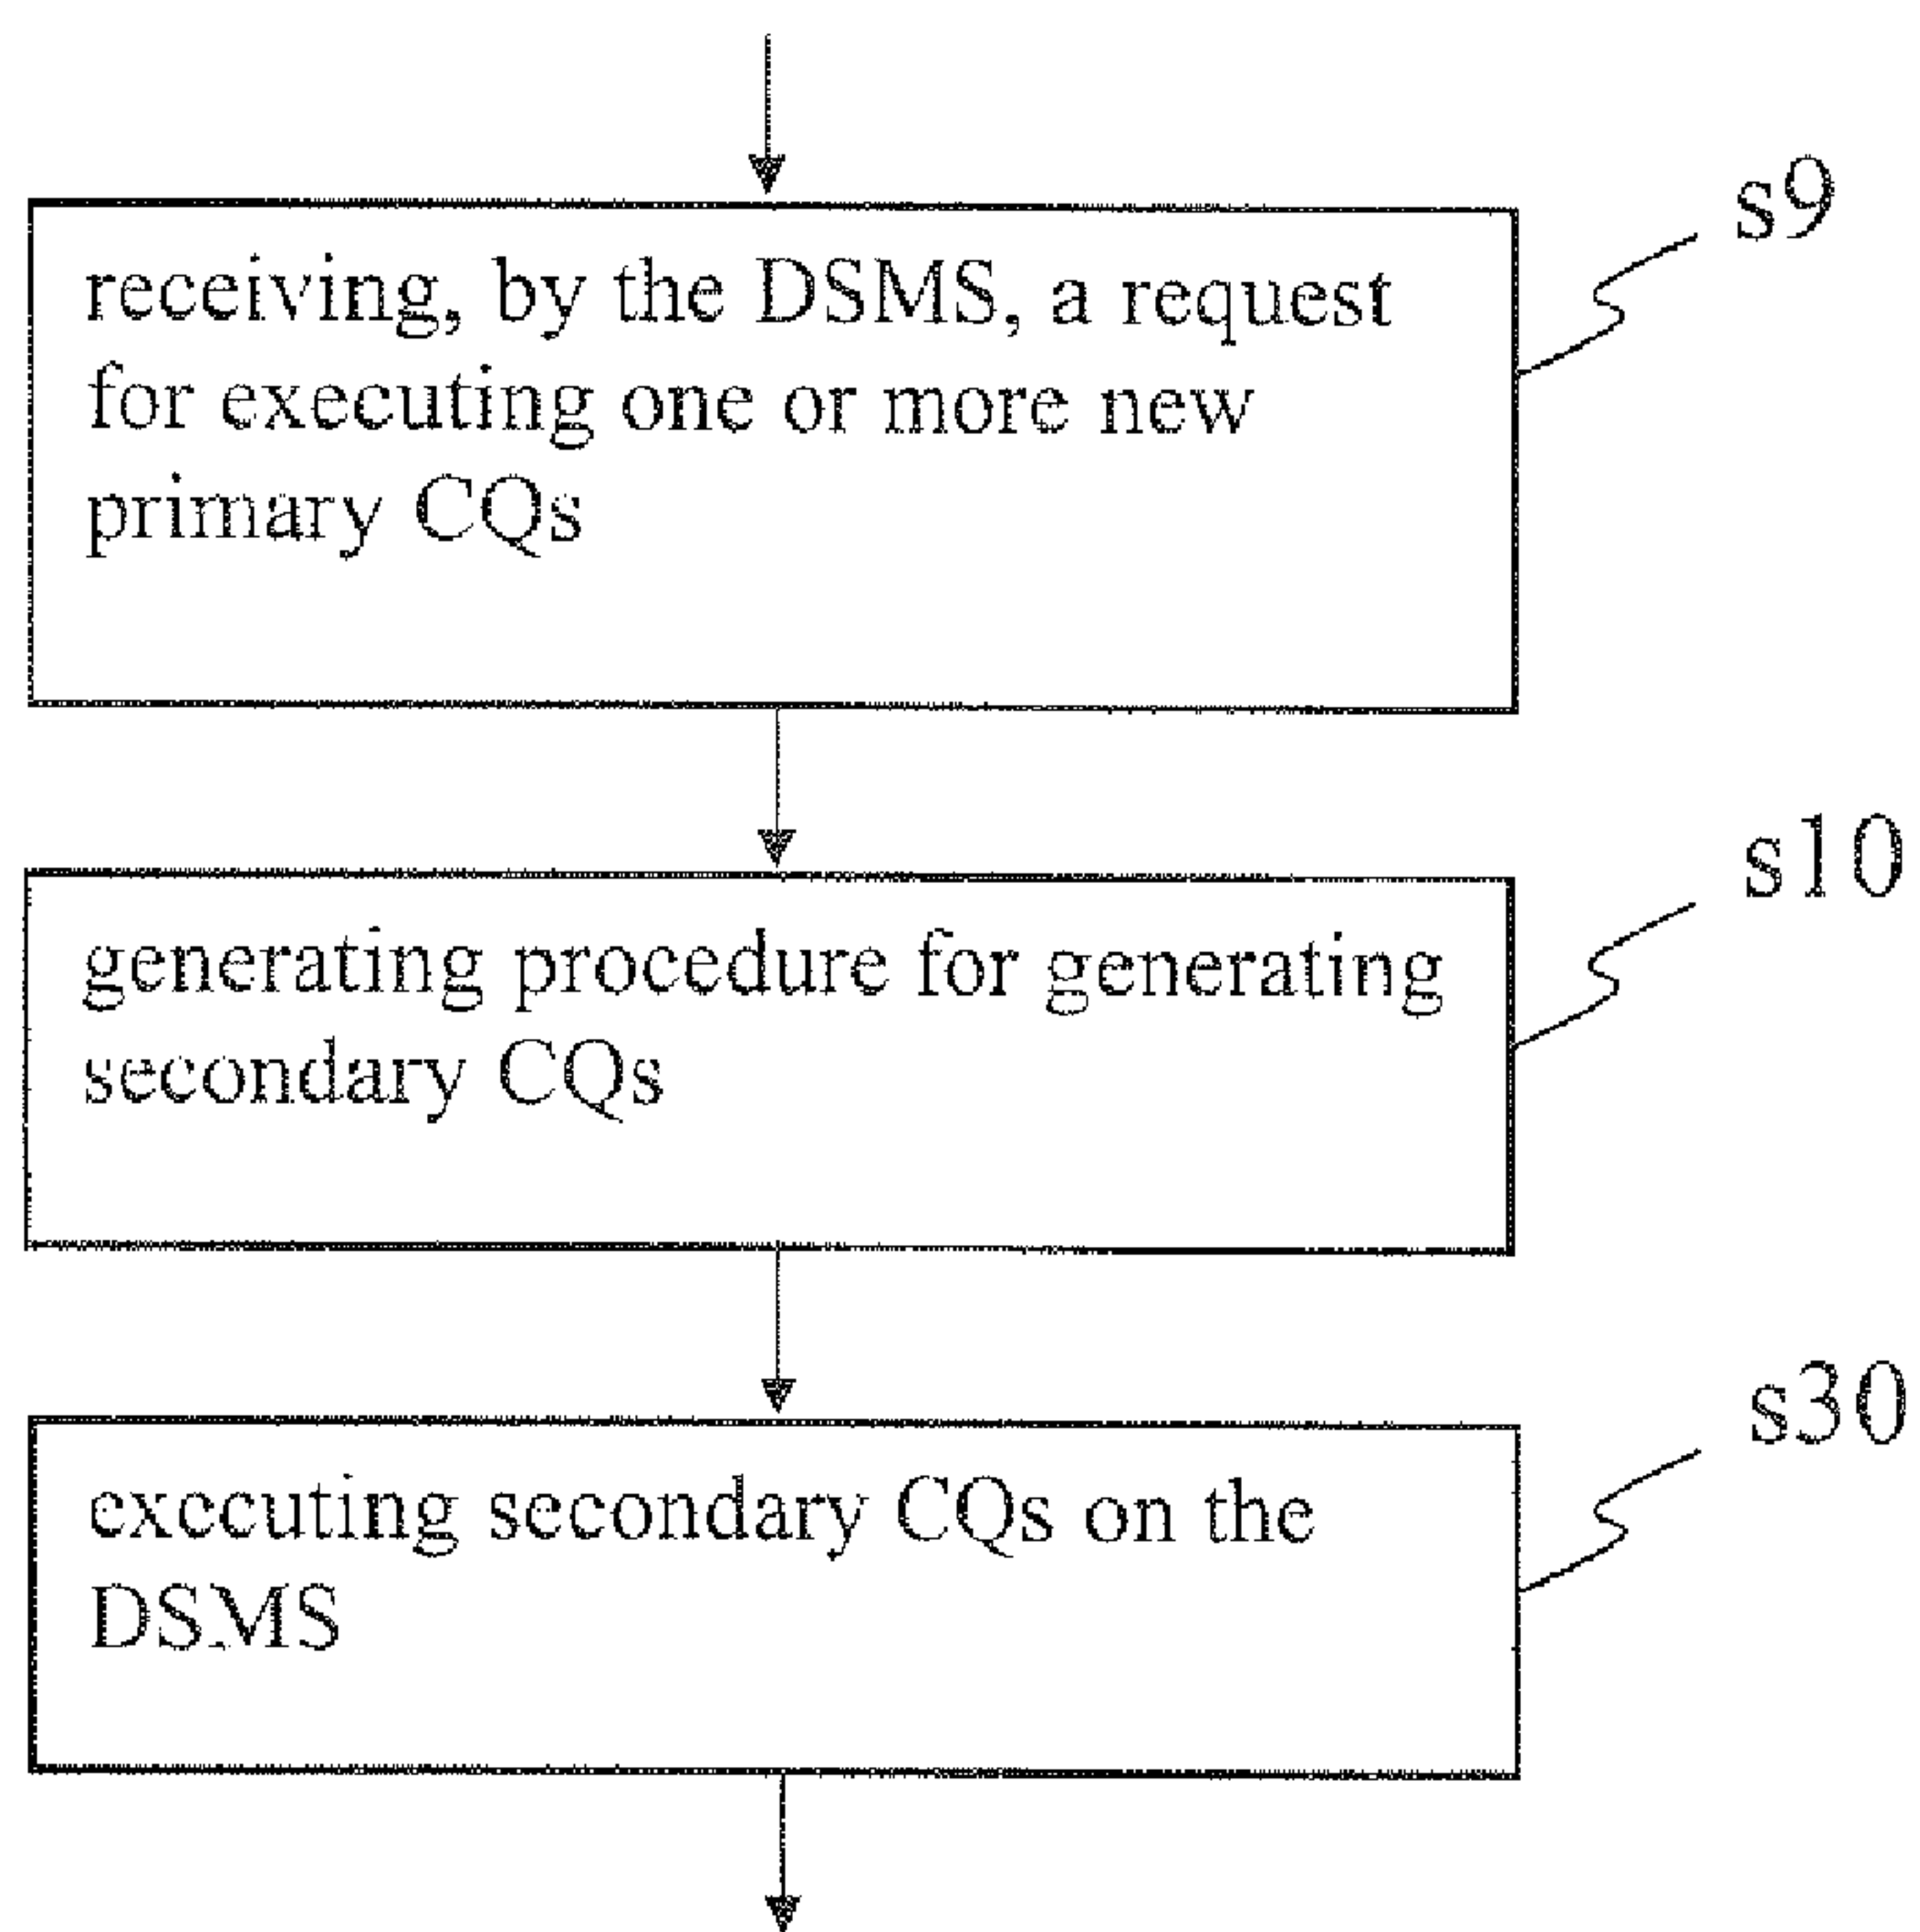 s9
receiving, by the DSMS, a request
for executing one or more new
primary CQs
s10
generating procedure for generating
secondary CQs
s30
executing secondary CQs on the
DSMS